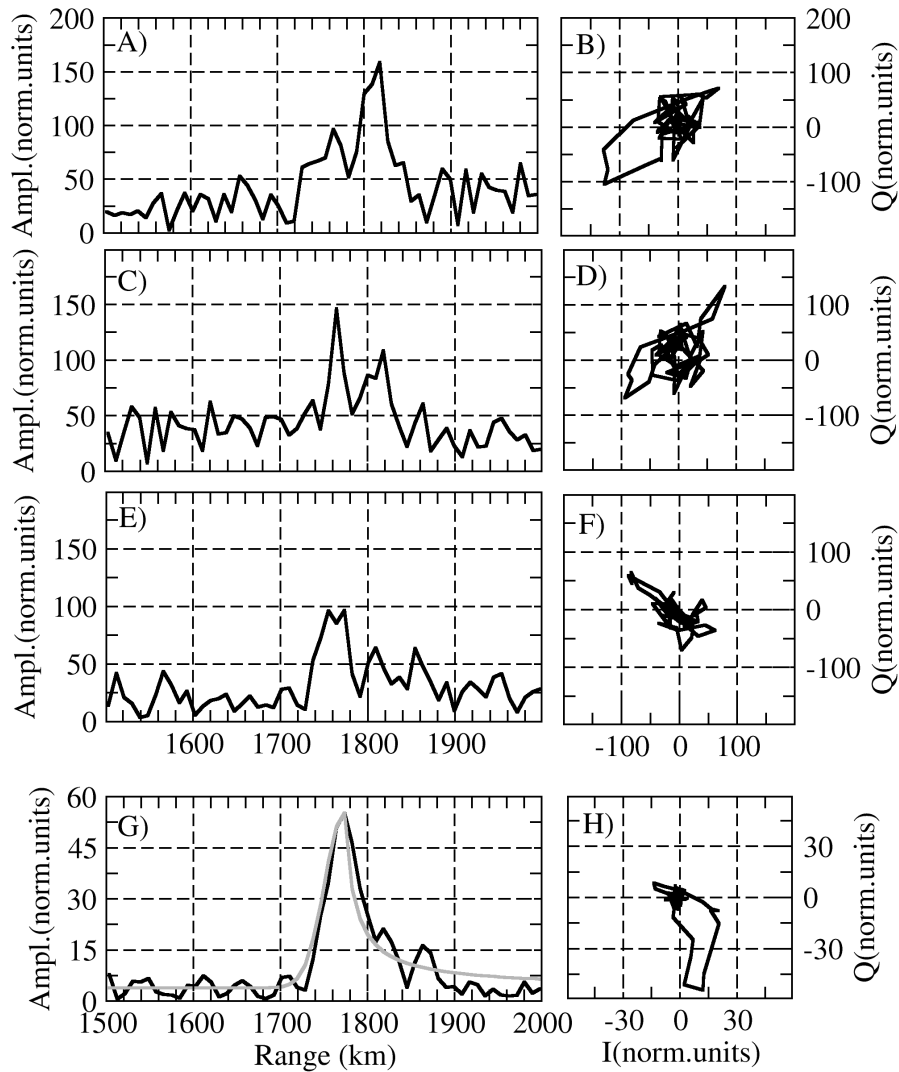 200
150
100
50
0
Ampl.(norm.units)
A)
B)
200
100
0
-100
Q(norm.units)
150
100
50
0
Ampl.(norm.units)
C)
D)
100
0
-100
Q(norm.units)
150
100
50
0
Ampl.(norm.units)
E)
1600 1700 1800 1900
F)
100
0
-100
Q(norm.units)
-100 0 100
60
45
30
15
0
Ampl.(norm.units)
G)
1500 1600 1700 1800 1900 2000
Range (km)
H)
30
0
-30
Q(norm.units)
-30 0 30
I(norm.units)